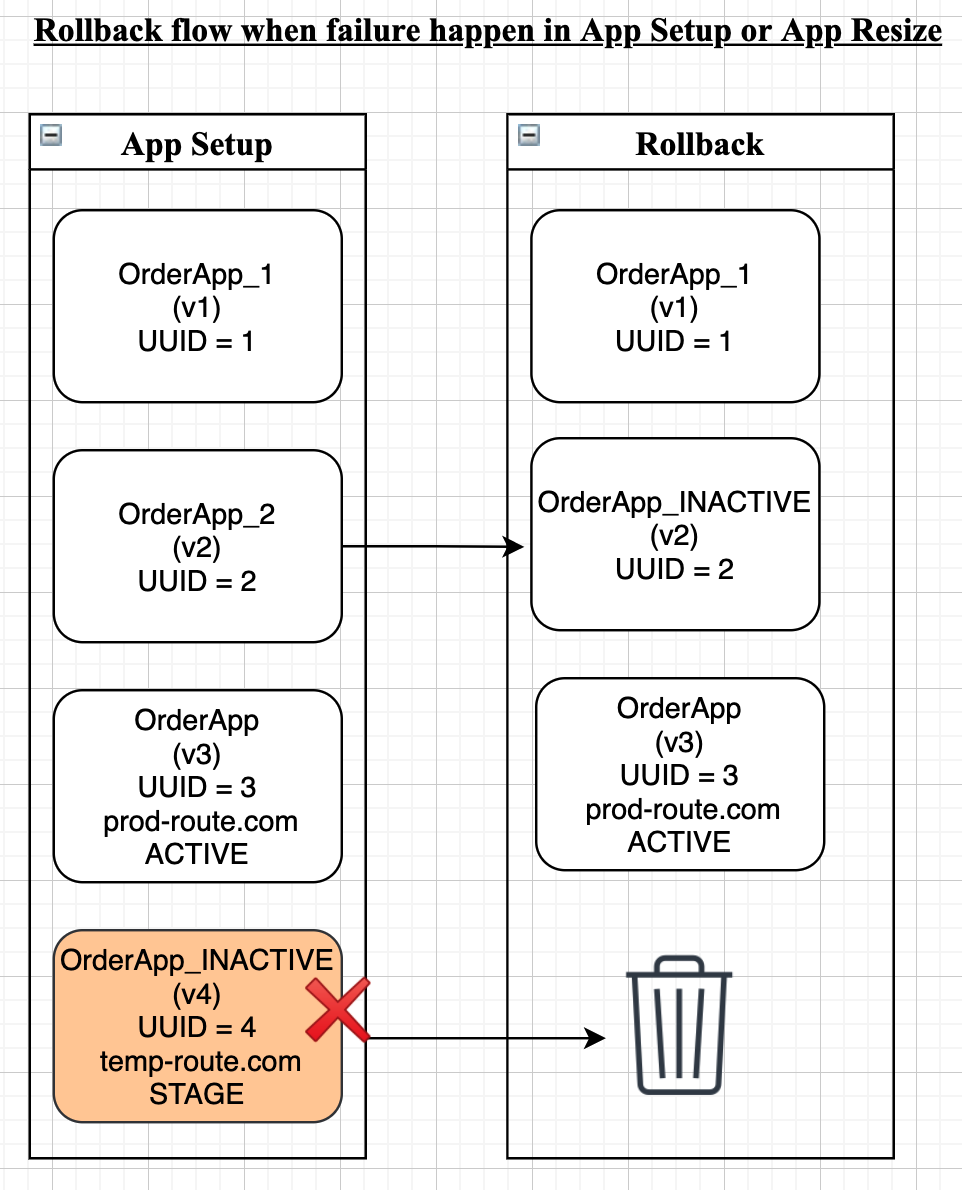 Rollback flow when failure happen in App Setup or App Resize
App Setup
OrderApp_1
(v1)
UUID = 1
OrderApp_2
(v2)
UUID = 2
OrderApp
(v3)
UUID = 3
prod-route.com
ACTIVE
OrderApp_INACTIVE
(v4)
UUID = 4
temp-route.com
STAGE
Rollback
OrderApp_1
(v1)
UUID = 1
OrderApp_INACTIVE
(v2)
UUID = 2
OrderApp
(v3)
UUID = 3
prod-route.com
ACTIVE